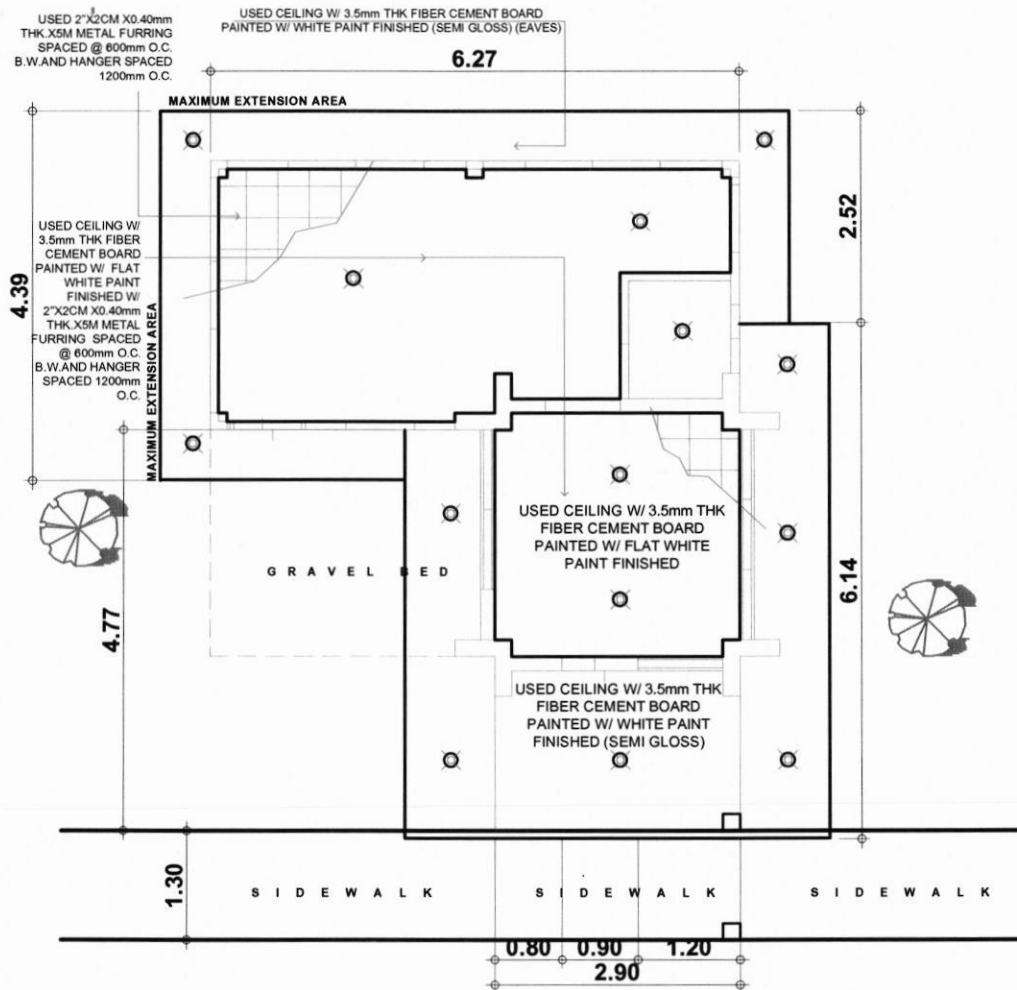 USED 2"X2CM X0.40mm
THK.X5M METAL FURRING
SPACED @ 600mm O.C.
B.W.AND HANGER SPACED
1200mm O.C.
USED CEILING W/ 3.5mm THK FIBER CEMENT BOARD
PAINTED W/ WHITE PAINT FINISHED (SEMI GLOSS) (EAVES)
6.27
MAXIMUM EXTENSION AREA
4.39
2.52
USED CEILING W/
3.5mm THK FIBER
CEMENT BOARD
PAINTED W/ FLAT
WHITE PAINT
FINISHED W/
2"X2CM X0.40mm
THK.X5M METAL
FURRING SPACED
@ 600mm O.C.
B.W.AND HANGER
SPACED 1200mm
O.C.
MAXIMUM EXTENSION AREA
USED CEILING W/ 3.5mm THK
FIBER CEMENT BOARD
PAINTED W/ FLAT WHITE
PAINT FINISHED
GRAVEL BED
4.77
6.14
USED CEILING W/ 3.5mm THK
FIBER CEMENT BOARD
PAINTED W/ WHITE PAINT
FINISHED (SEMI GLOSS)
1.30
SIDEWALK SIDEWALK SIDEWALK
0.80 0.90 1.20
2.90